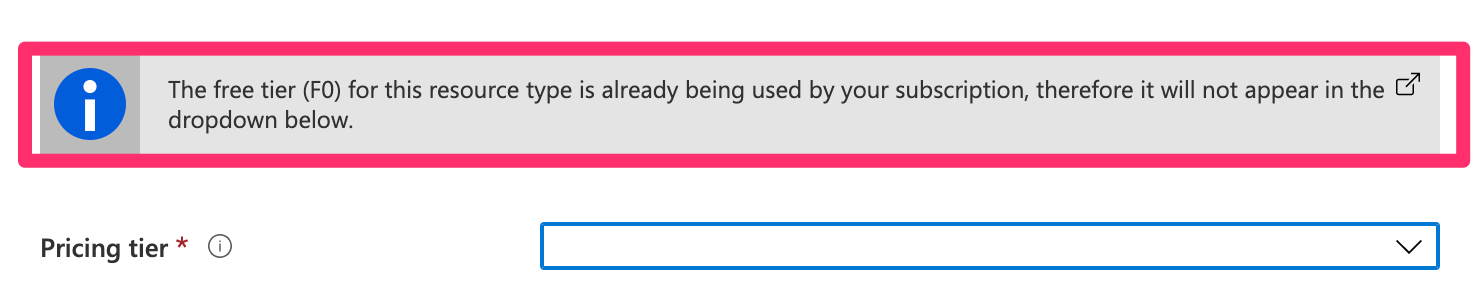 The free tier (F0) for this resource type is already being used by your subscription, therefore it will not appear in the
dropdown below.
Pricing tier *